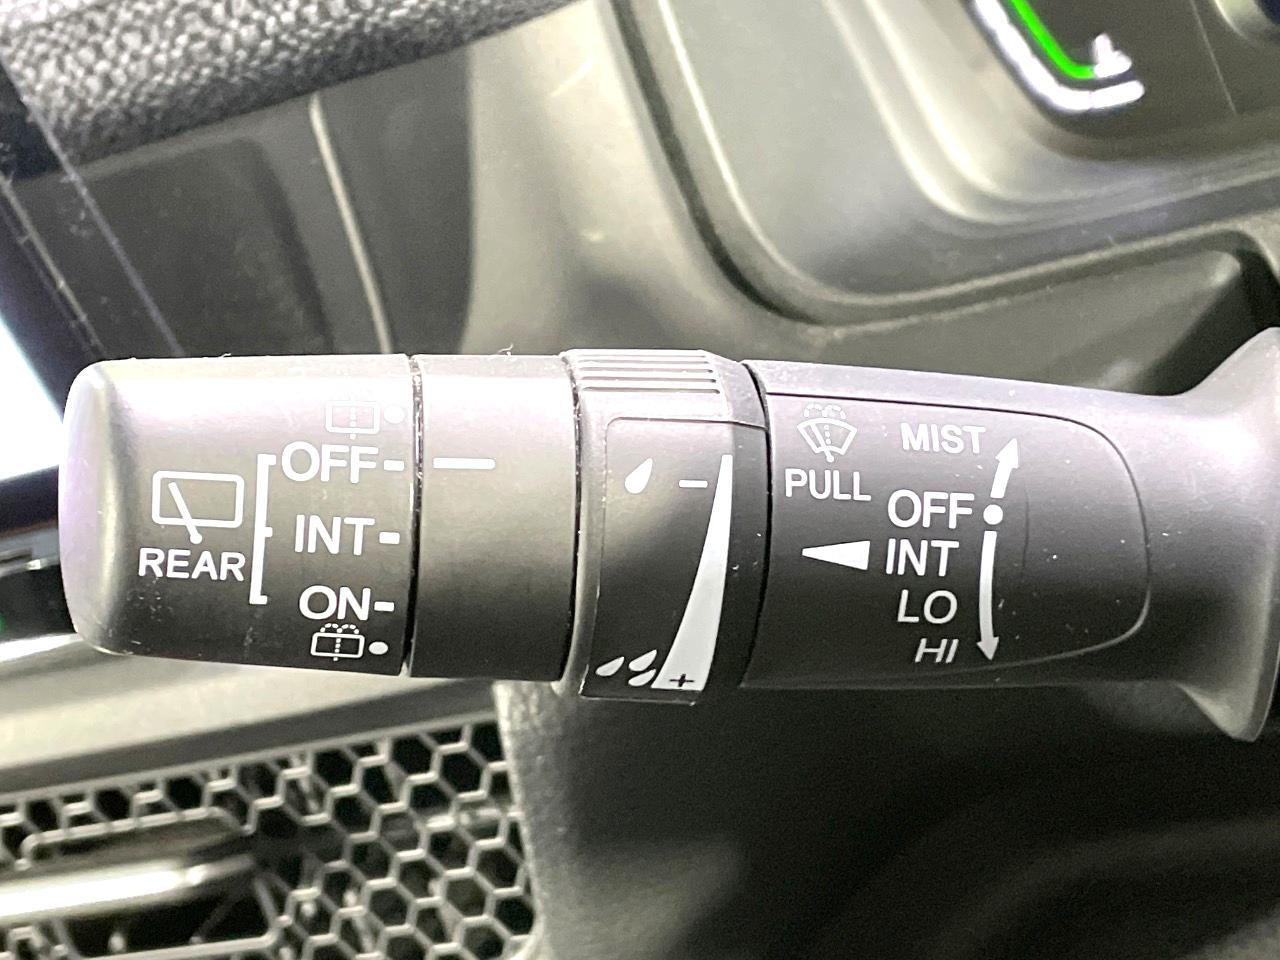 REAR
OFF
INT
ON
-
+
PULL
MIST
OFF
INT
LO
HI